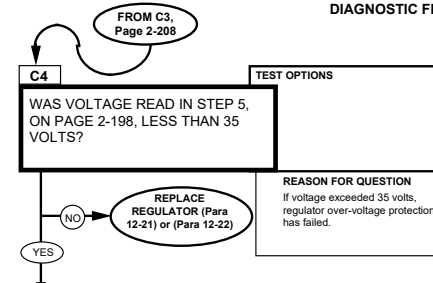 DIAGNOSTIC
FROM C3,
Page 2-208
C4
TEST OPTIONS
WAS VOLTAGE READ IN STEP 5,
ON PAGE 2-198, LESS THAN 35
VOLTS?
REASON FOR QUESTION
If voltage exceeded 35 volts,
regulator over-voltage protection
has failed.
REPLACE
REGULATOR (Para
12-21) or (Para 12-22)
NO
YES